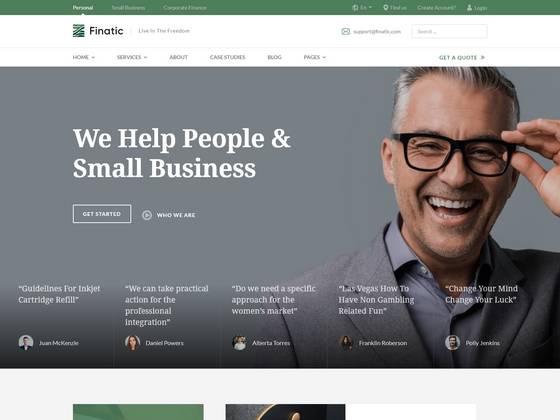 Personal Small Business Corporate Finance En Find us Create Account? Login
Finatic Live In The Freedom support@finatic.com Search ...
HOME SERVICES ABOUT CASE STUDIES BLOG PAGES GET A QUOTE
We Help People &
Small Business
GET STARTED WHO WE ARE
“Guidelines For Inkjet
Cartridge Refill”
Juan McKenzie
“We can take practical
action for the
professional
integration”
Daniel Powers
“Do we need a specific
approach for the
women’s market”
Alberta Torres
“Las Vegas How To
Have Non Gambling
Related Fun”
Franklin Roberson
“Change Your Mind
Change Your Luck”
Polly Jenkins